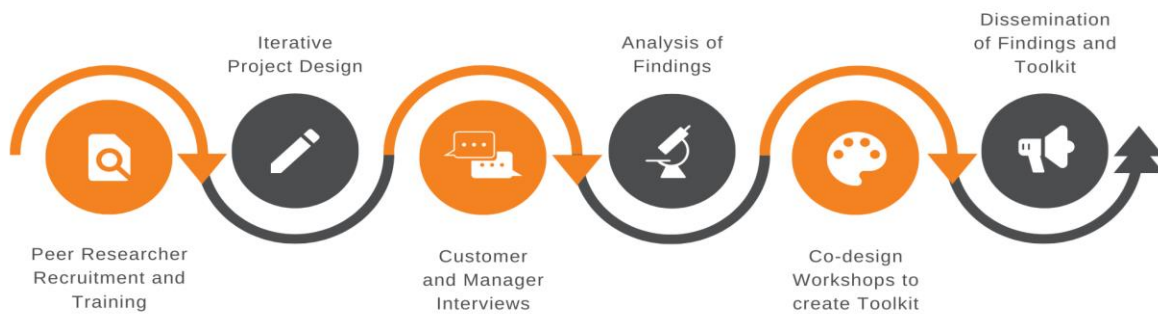 Peer Researcher
Recruitment and
Training
Iterative
Project Design
Customer
and Manager
Interviews
Analysis of
Findings
Co-design
Workshops to
create Toolkit
Dissemination
of Findings and
Toolkit